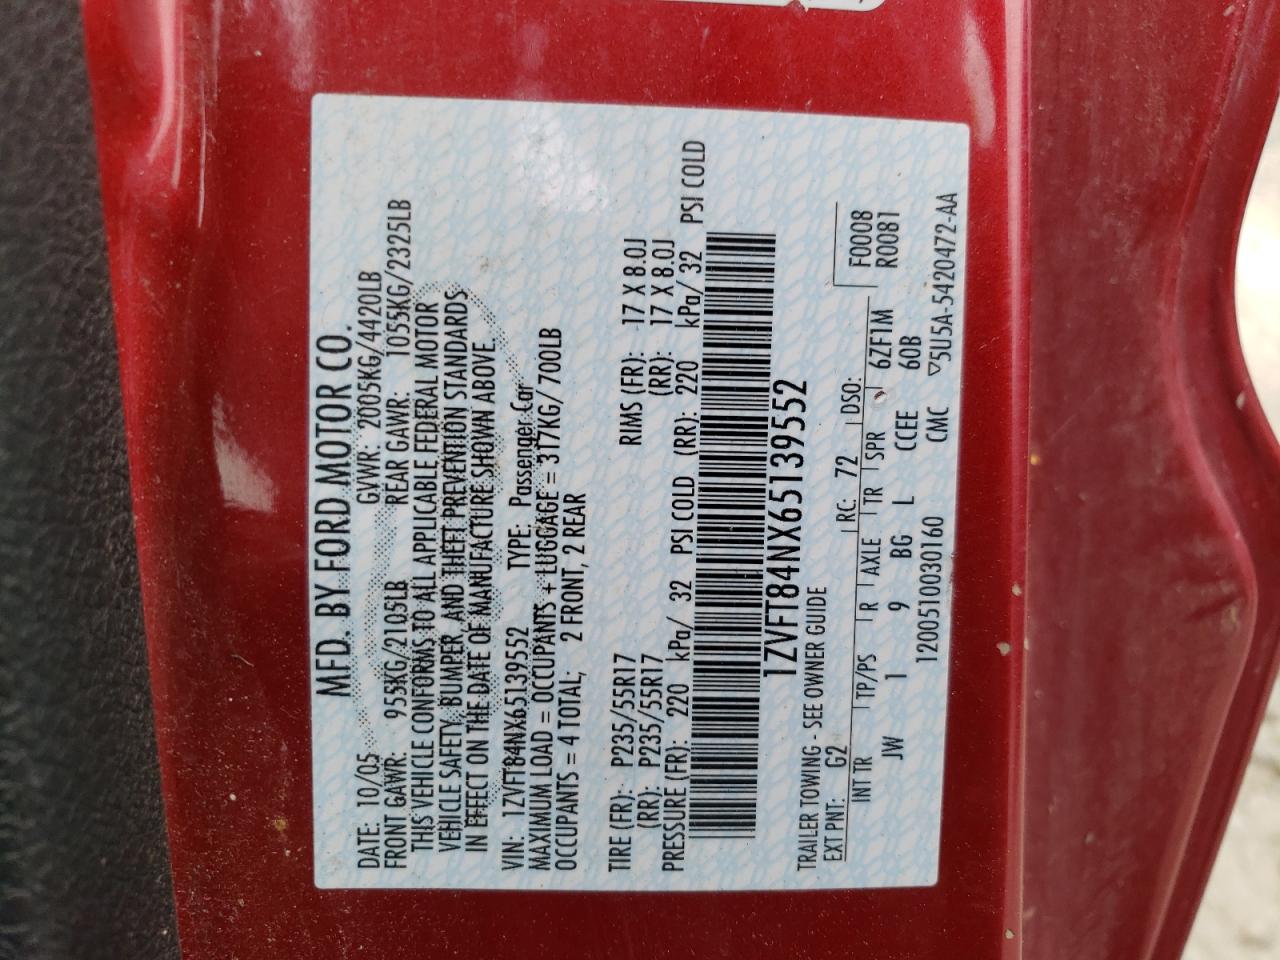 MFD. BY FORD MOTOR CO.
DATE: 10/05 GVWR: 2005KG/4420LB
FRONT GAWR: 955KG/2105LB REAR GAWR: 1055KG/2325LB
THIS VEHICLE CONFORMS TO ALL APPLICABLE FEDERAL MOTOR
VEHICLE SAFETY, BUMPER, AND THEFT PREVENTION STANDARDS
IN EFFECT ON THE DATE OF MANUFACTURE SHOWN ABOVE.
VIN: 1ZVFT84NX65139552 TYPE: Passenger Car
MAXIMUM LOAD = OCCUPANTS + LUGGAGE = 317KG/700LB
OCCUPANTS = 4 TOTAL; 2 FRONT, 2 REAR
TIRE (FR): P235/55R17 RIMS (FR): 17 X 8.0J
(RR): P235/55R17 (RR): 17 X 8.0J
PRESSURE (FR): 220 kPa/ 32 PSI COLD (RR): 220 kPa/ 32 PSI COLD
1ZVFT84NX65139552
TRAILER TOWING - SEE OWNER GUIDE
EXT PNT: G2 RC: 72 DSO: F0008
R0081
INT TR TP/PS R AXLE TR SPR 6ZF1M
JW 1 9 BG L CCEE 60B
120051003016​0 CMC ▽5U5A-5420472-AA